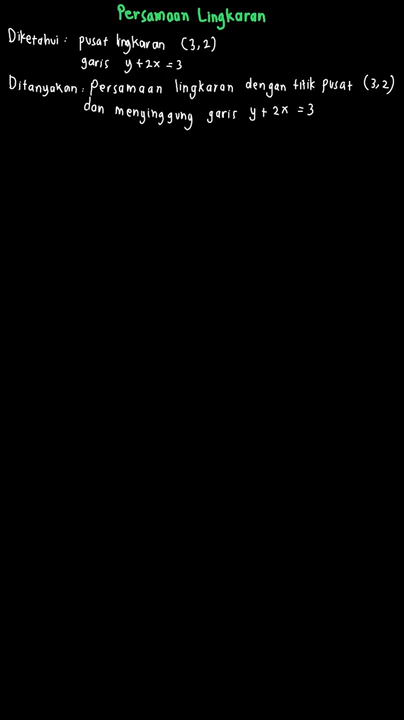 Persamaan Lingkaran
Diketahui : pusat lingkaran (3,2)
garis y+2x = 3
Ditanyakan : Persamaan lingkaran dengan titik pusat (3,2)
dan menyinggung garis y + 2x = 3